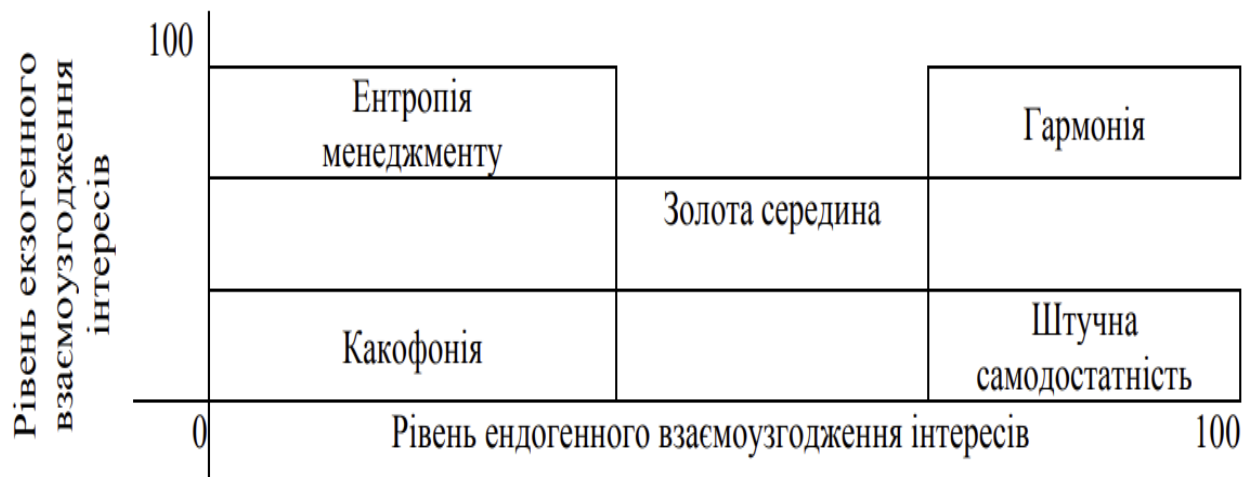 Рівень екзогенного
взаємоузгодження
інтересів
100
Ентропія
менеджменту
Гармонія
Золота середина
Какофонія
Штучна
самодостатність
0
Рівень ендогенного взаємоузгодження інтересів
100